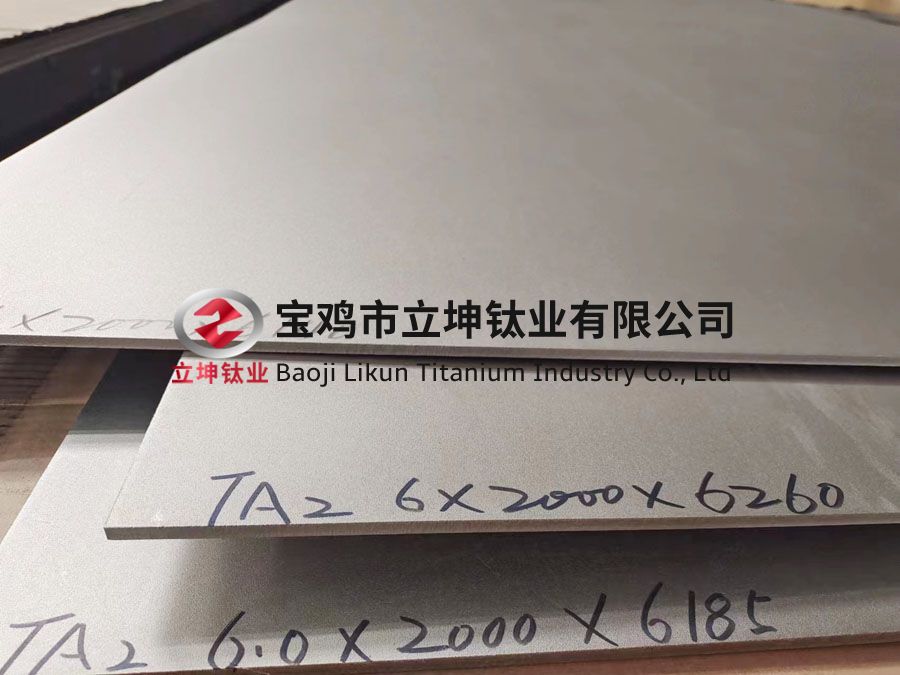 宝鸡市立坤钛业有限公司
立坤钛业 Baoji Likun Titanium Industry Co., Ltd
X2000
TA2 6X2000X6260
TA2 6.0X2000X6185